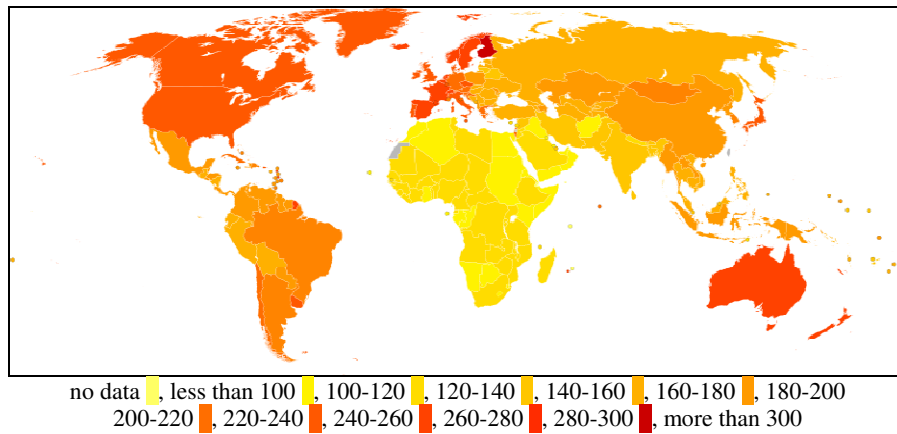 no data , less than 100 , 100-120 , 120-140 , 140-160 , 160-180 , 180-200
200-220 , 220-240 , 240-260 , 260-280 , 280-300 , more than 300